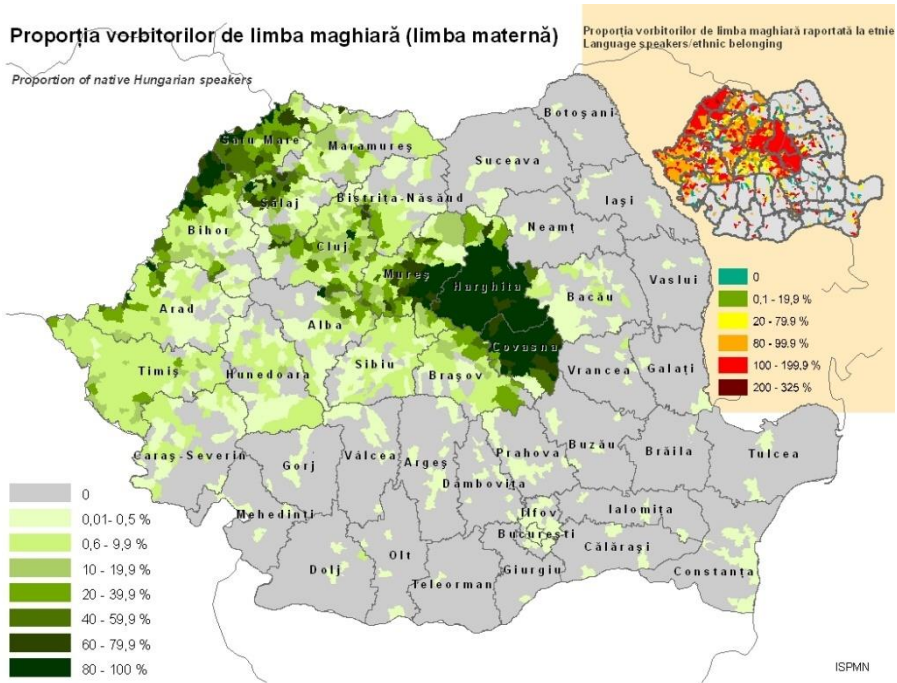 Proporția vorbitorilor de limba maghiară (limba maternă)
Proportion of native Hungarian speakers
Proporția vorbitorilor de limba maghiară raportată la etnie
Language speakers/ethnic belonging
Botoșani
Satu Mare
Maramureș
Suceava
Iași
Sălaj
Bistrița-Năsăud
Bihor
Neamț
Cluj
Mureș
Harghita
Bacău
Vaslui
Arad
Alba
Covasna
Timiș
Hunedoara
Sibiu
Brașov
Vrancea
Galați
Caraș-Severin
Gorj
Vâlcea
Argeș
Prahova
Buzău
Brăila
Tulcea
Dâmbovița
Mehedinți
Ilfov
Ialomița
București
Călărași
Dolj
Olt
Teleorman
Giurgiu
Constanța
0
0,1 - 19,9 %
20 - 79.9 %
80 - 99.9 %
100 - 199,9 %
200 - 325 %
0
0,01- 0,5 %
0,6 - 9,9 %
10 - 19,9 %
20 - 39,9 %
40 - 59,9 %
60 - 79,9 %
80 - 100 %
ISPMN